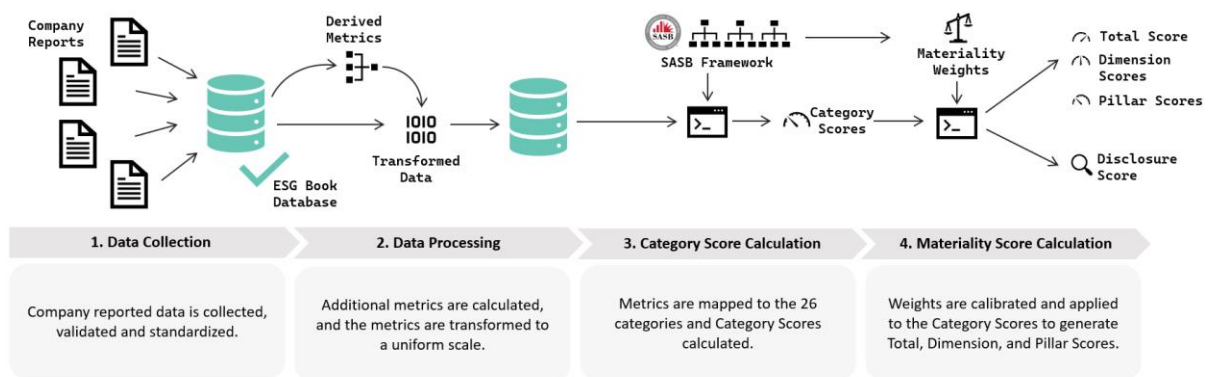 Company
Reports
Derived
Metrics
1010
1010
Transformed
Data
ESG Book
Database
SASB
SASB Framework
>_
Category
Scores
Materiality
Weights
>_
Total Score
Dimension
Scores
Pillar Scores
Disclosure
Score
1. Data Collection
2. Data Processing
3. Category Score Calculation
4. Materiality Score Calculation
Company reported data is collected,
validated and standardized.
Additional metrics are calculated,
and the metrics are transformed to
a uniform scale.
Metrics are mapped to the 26
categories and Category Scores
calculated.
Weights are calibrated and applied
to the Category Scores to generate
Total, Dimension, and Pillar Scores.